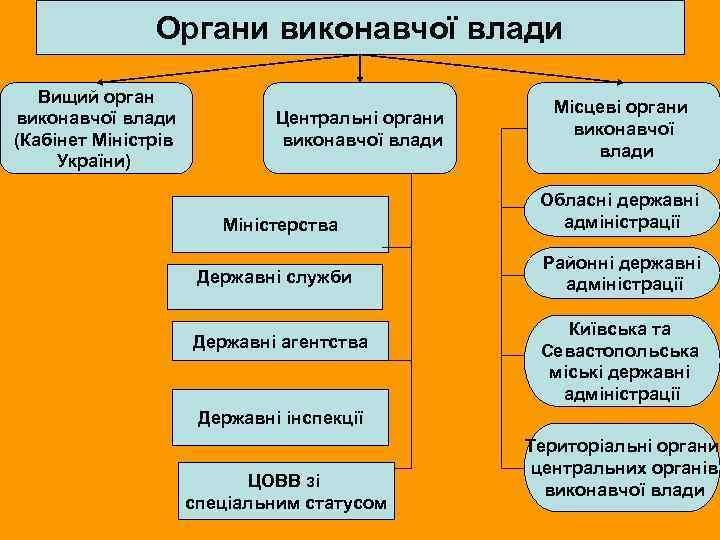 Органи виконавчої влади
Вищий орган
виконавчої влади
(Кабінет Міністрів
України)
Центральні органи
виконавчої влади
Місцеві органи
виконавчої
влади
Міністерства
Державні служби
Державні агентства
Державні інспекції
ЦОВВ зі
спеціальним статусом
Обласні державні
адміністрації
Районні державні
адміністрації
Київська та
Севастопольська
міські державні
адміністрації
Територіальні органи
центральних органів
виконавчої влади